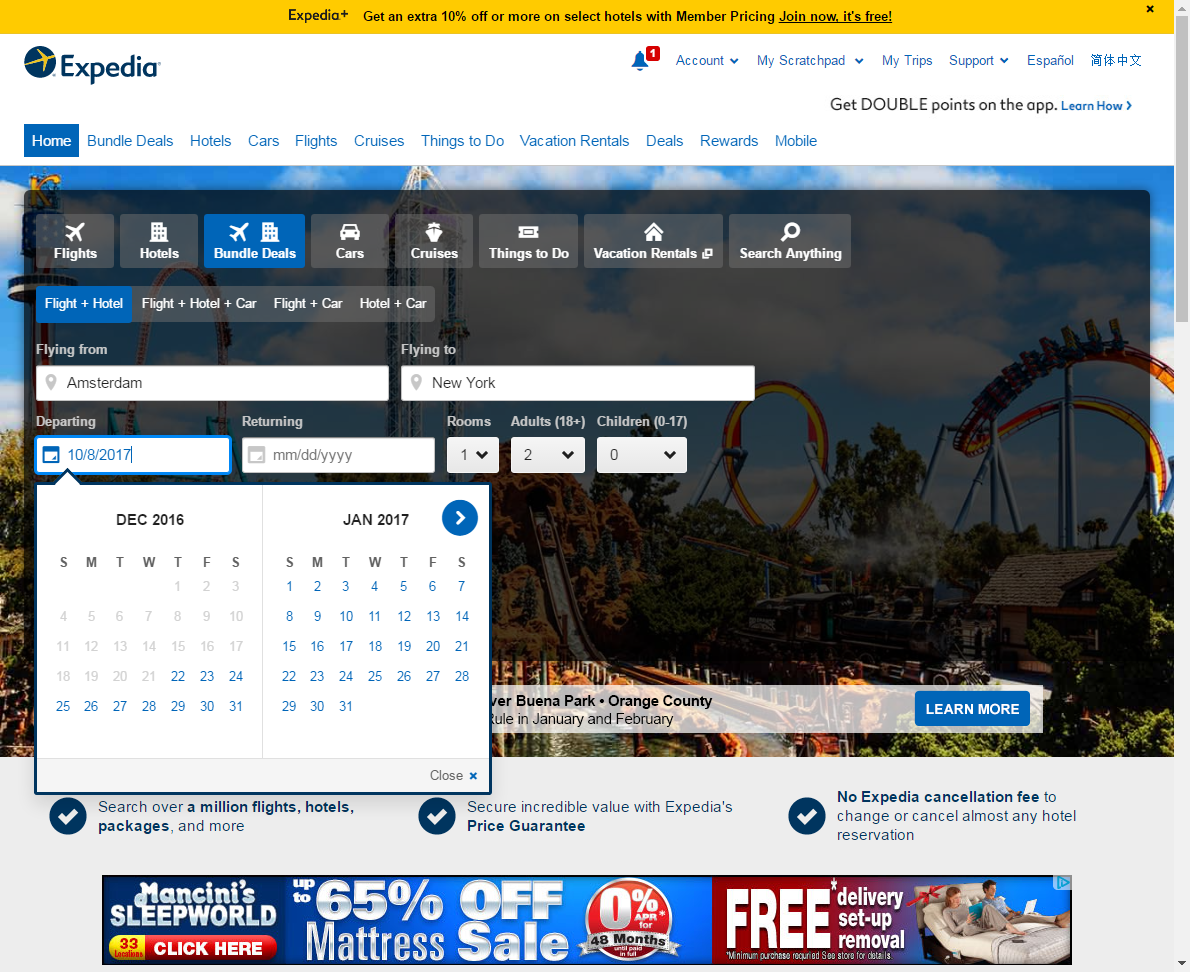 Expedia+ Get an extra 10% off or more on select hotels with Member Pricing Join now, it's free!
Expedia
1
Account My Scratchpad My Trips Support Español 简体中文
Get DOUBLE points on the app. Learn How
Home Bundle Deals Hotels Cars Flights Cruises Things to Do Vacation Rentals Deals Rewards Mobile
Flights Hotels Bundle Deals Cars Cruises Things to Do Vacation Rentals Search Anything
Flight + Hotel Flight + Hotel + Car Flight + Car Hotel + Car
Flying from Flying to
Amsterdam New York
Departing Returning Rooms Adults (18+) Children (0-17)
10/8/2017 mm/dd/yyyy 1 2 0
DEC 2016 JAN 2017
S M T W T F S S M T W T F S
1 2 3 1 2 3 4 5 6 7
4 5 6 7 8 9 10 8 9 10 11 12 13 14
11 12 13 14 15 16 17 15 16 17 18 19 20 21
18 19 20 21 22 23 24 22 23 24 25 26 27 28
25 26 27 28 29 30 31 29 30 31
ver Buena Park • Orange County
Rule in January and February
LEARN MORE
Close ×
Search over a million flights, hotels,
packages, and more
Secure incredible value with Expedia's
Price Guarantee
No Expedia cancellation fee to
change or cancel almost any hotel
reservation
Mancini's
SLEEPWORLD
33 Locations CLICK HERE
up to 65% OFF
Mattress Sale
0% APR* for
48 Months
until paid in full
FREE* delivery
set-up
removal
*Minimum purchase required See store for details